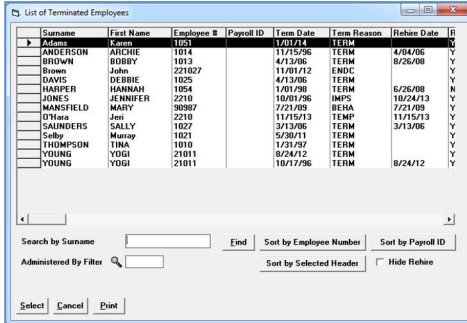 List of Terminated Employees
Surname First Name Employee # Payroll ID Term Date Term Reason Rehire Date R
Adams Karen 1051 1/01/14 TERM Y
ANDERSON ARCHIE 1014 11/15/96 TERM 4/04/06 Y
BROWN BOBBY 1013 4/13/06 TERM 8/26/08 Y
Brown John 221027 11/01/12 ENDC Y
DAVIS DEBBIE 1025 4/13/06 TERM Y
HARPER HANNAH 1054 1/01/98 TERM 6/26/08 N
JONES JENNIFER 2210 10/01/96 IMPS 10/24/13 Y
MANSFIELD MARY 90987 7/21/09 BEHA 7/21/09 Y
O'Hara Jeri 2210 11/15/13 TEMP 11/15/13 Y
SAUNDERS SALLY 1027 3/13/06 TERM 3/13/06 Y
Selby Murray 1021 5/30/11 TERM Y
THOMPSON TINA 1010 1/31/97 TERM Y
YOUNG YOGI 21011 8/24/12 TERM Y
YOUNG YOGI 21011 10/17/96 TERM 8/24/12 Y
Search by Surname Find Sort by Employee Number Sort by Payroll ID
Administered By Filter Sort by Selected Header Hide Rehire
Select Cancel Print